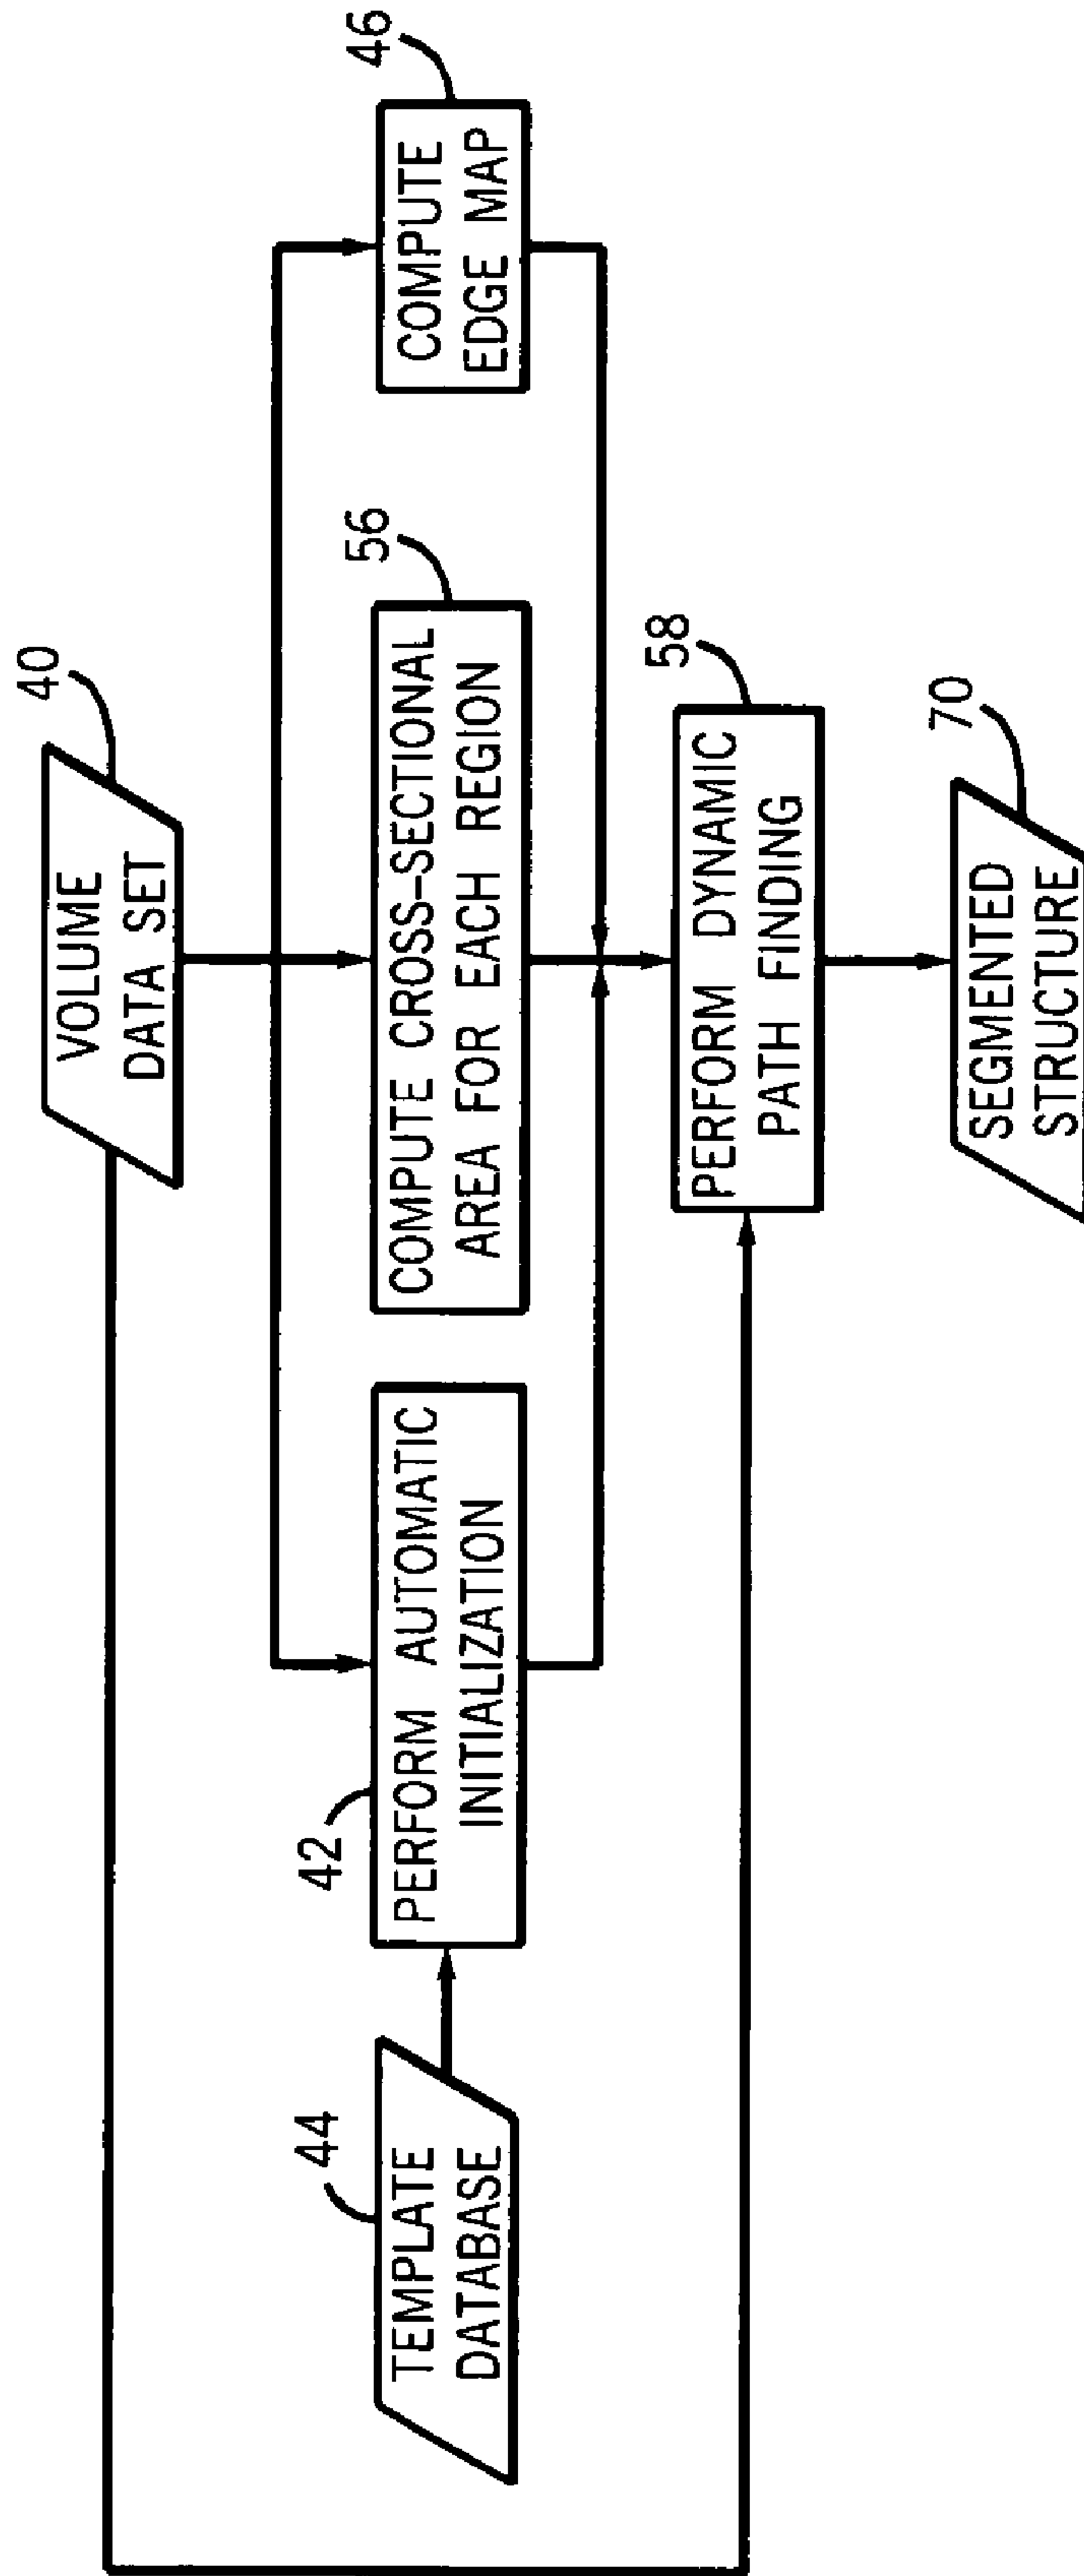 VOLUME
DATA SET
40
TEMPLATE
DATABASE
44
PERFORM AUTOMATIC
INITIALIZATION
42
COMPUTE CROSS-SECTIONAL
AREA FOR EACH REGION
56
COMPUTE
EDGE MAP
46
PERFORM DYNAMIC
PATH FINDING
58
SEGMENTED
STRUCTURE
70